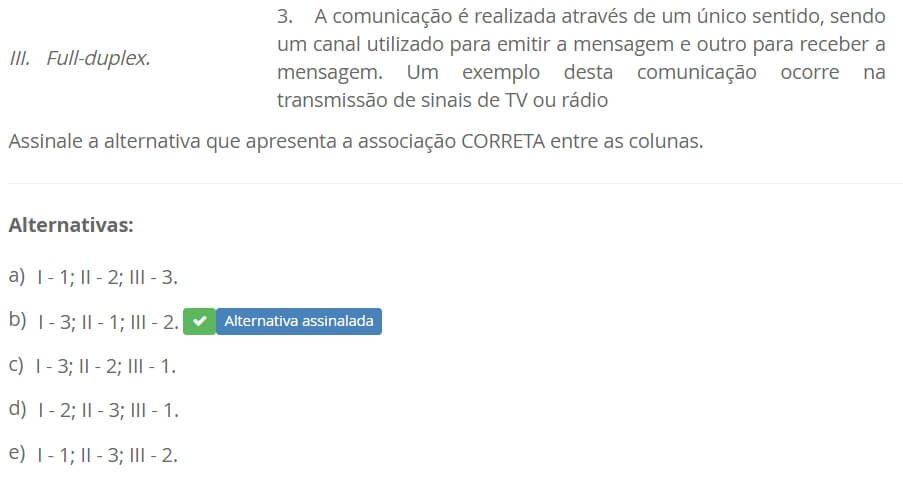 3. A comunicação é realizada através de um único sentido, sendo
III. Full-duplex.
um canal utilizado para emitir a mensagem e outro para receber a
mensagem. Um exemplo desta comunicação ocorre na
transmissão de sinais de TV ou rádio
Assinale a alternativa que apresenta a associação CORRETA entre as colunas.
Alternativas:
a) I - 1; II - 2; III - 3.
b) I - 3; II - 1; III - 2. Alternativa assinalada
c) I - 3; II - 2; III - 1.
d) I - 2; II - 3; III - 1.
e) I - 1; II - 3; III - 2.